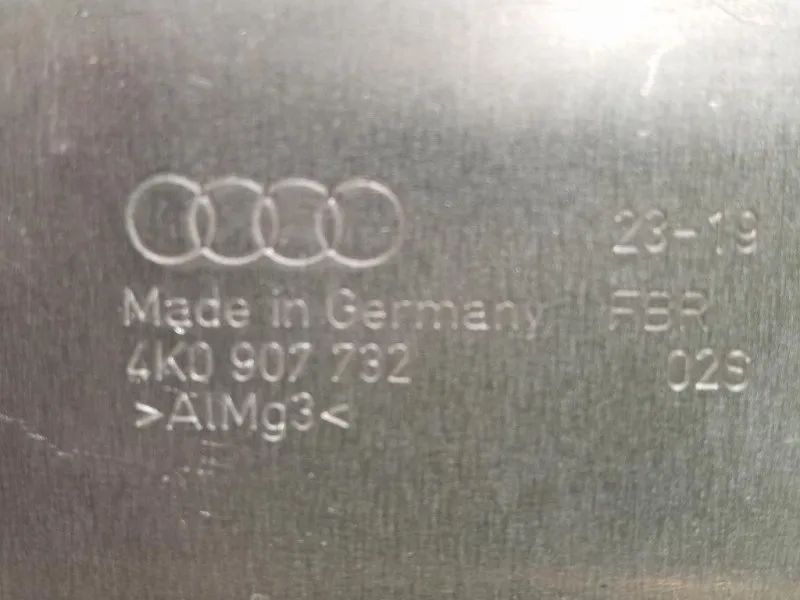 23-19
Made in Germany FBR
4K0 907 732 02S
>AlMg3<